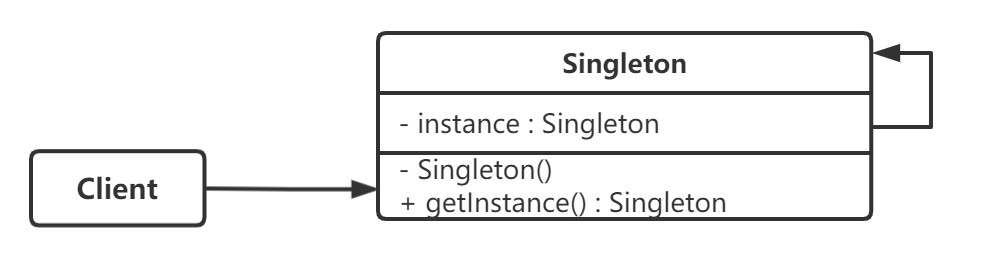 Singleton
- instance : Singleton
Client
- Singleton()
+ getInstance() : Singleton